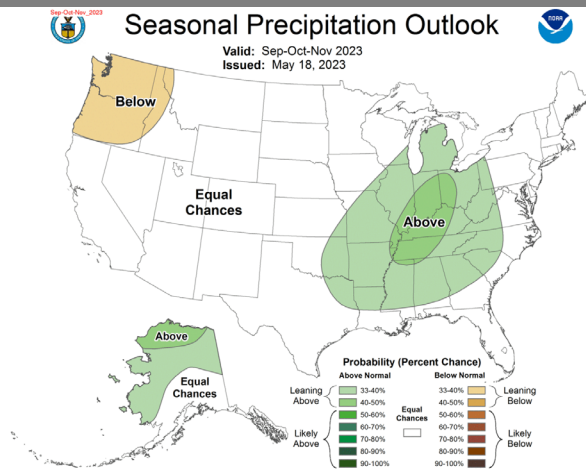 Sep-Oct-Nov_2023
Seasonal Precipitation Outlook
NOAA
Valid: Sep-Oct-Nov 2023
Issued: May 18, 2023
Below
Equal
Chances
Above
Above
Equal
Chances
Probability (Percent Chance)
Above Normal
Below Normal
Leaning
Above
33-40%
40-50%
Likely
Above
50-60%
60-70%
70-80%
80-90%
90-100%
Equal
Chances
33-40%
40-50%
Leaning
Below
50-60%
60-70%
70-80%
80-90%
90-100%
Likely
Below